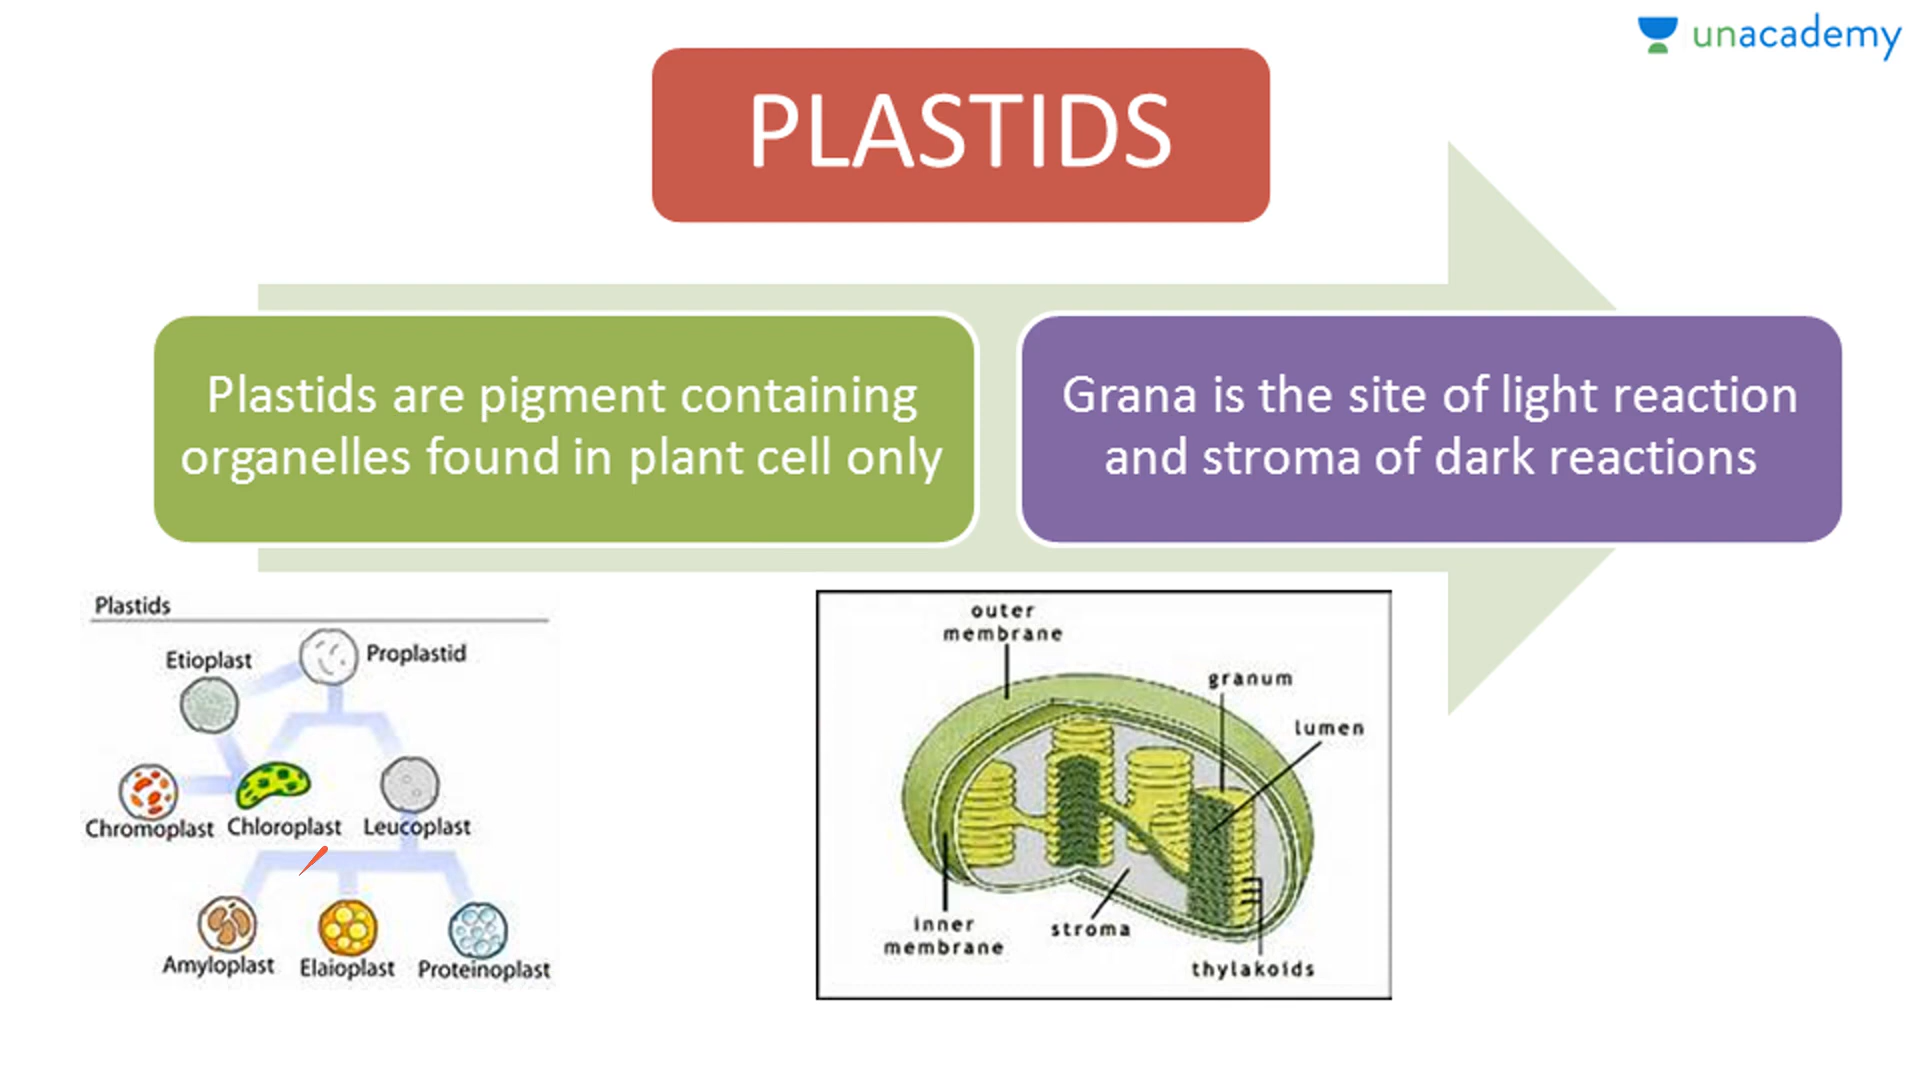 unacademy
PLASTIDS
Plastids are pigment containing
organelles found in plant cell only
Grana is the site of light reaction
and stroma of dark reactions
Plastids
Etioplast
Proplastid
Chromoplast
Chloroplast
Leucoplast
Amyloplast
Elaioplast
Proteinoplast
outer
membrane
granum
lumen
inner
membrane
stroma
thylakoids